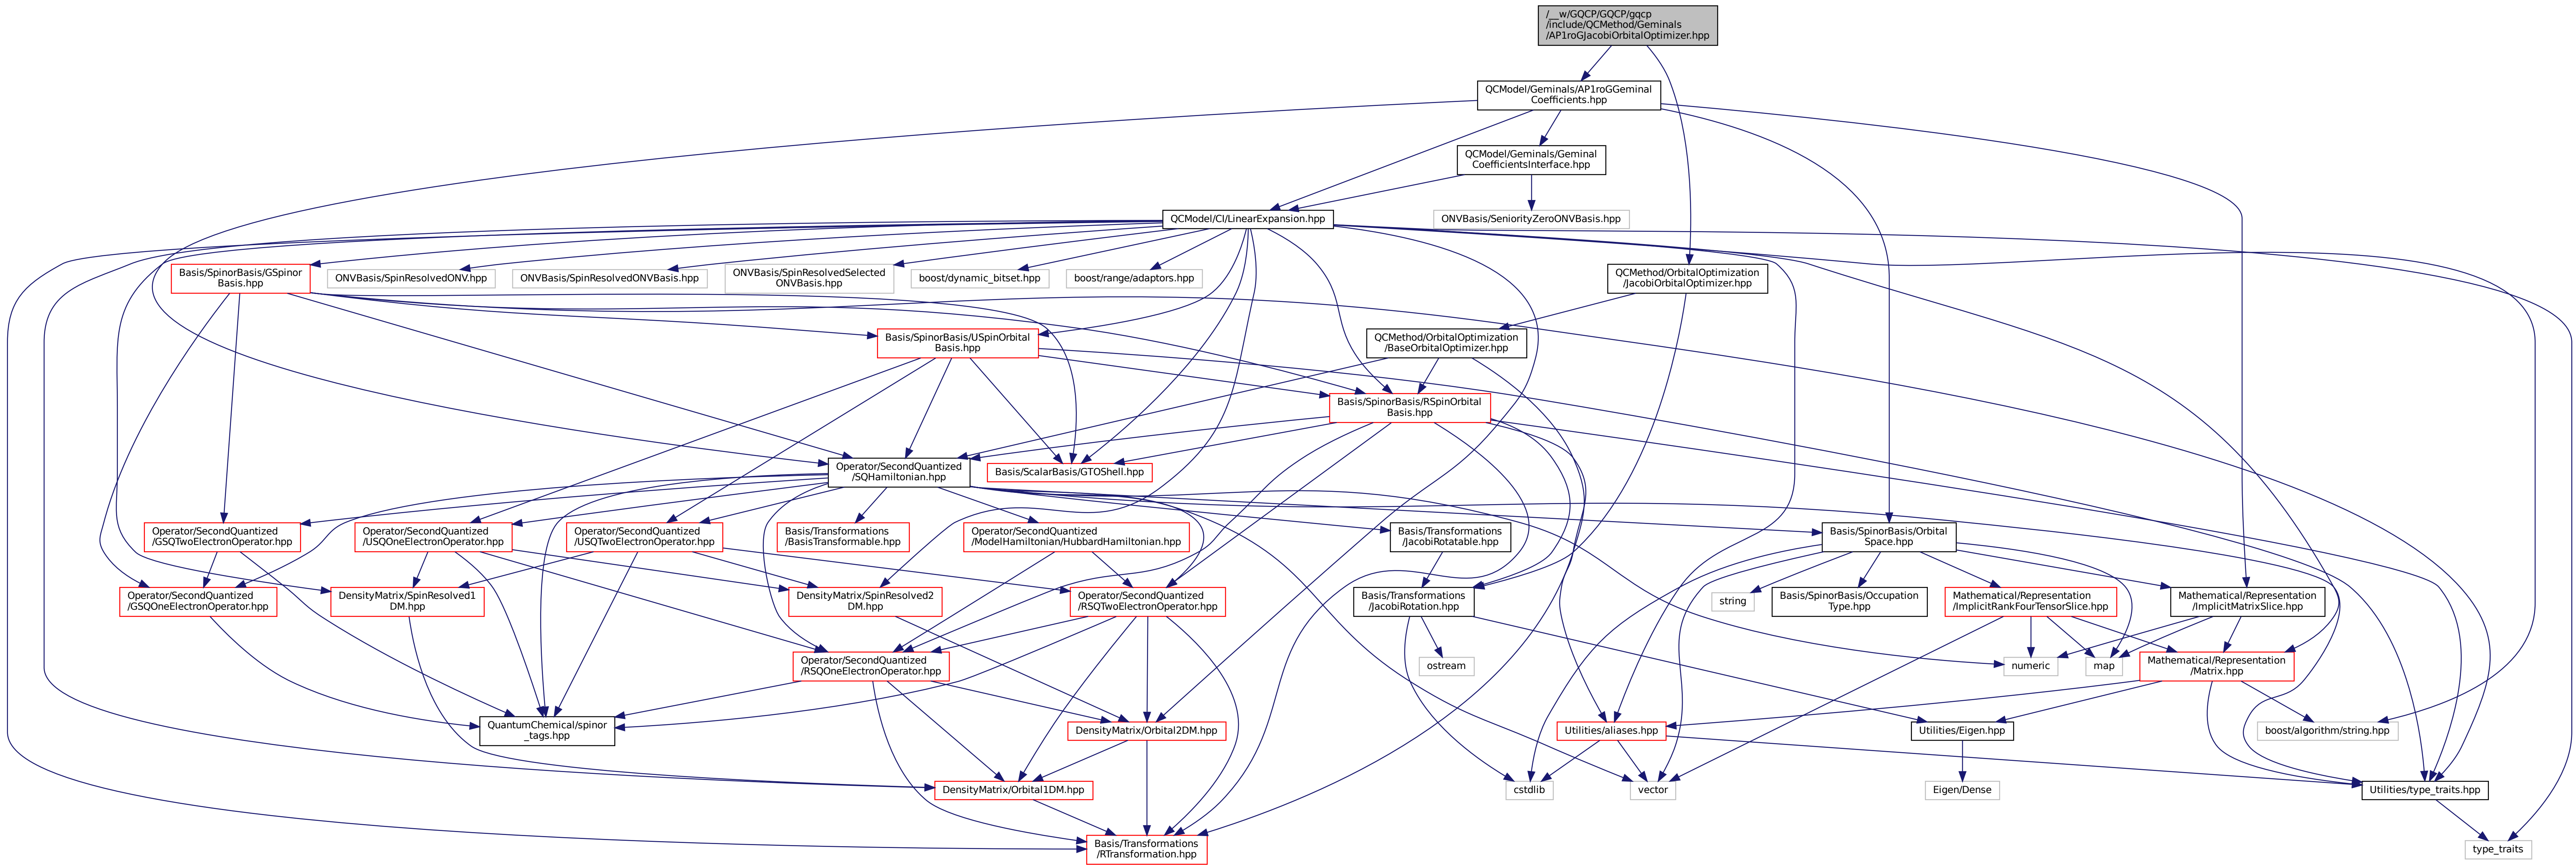 /__w/GQCP/GQCP/gqcp
/include/QCMethod/Geminals
/AP1roGJacobiOrbitalOptimizer.hpp
QCModel/Geminals/AP1roGGeminal
Coefficients.hpp
QCModel/Geminals/Geminal
CoefficientsInterface.hpp
QCModel/CI/LinearExpansion.hpp
ONVBasis/SeniorityZeroONVBasis.hpp
Basis/SpinorBasis/GSpinor
Basis.hpp
ONVBasis/SpinResolvedONV.hpp
ONVBasis/SpinResolvedONVBasis.hpp
ONVBasis/SpinResolvedSelected
ONVBasis.hpp
boost/dynamic_bitset.hpp
boost/range/adaptors.hpp
QCMethod/OrbitalOptimization
/JacobiOrbitalOptimizer.hpp
Basis/SpinorBasis/USpinOrbital
Basis.hpp
QCMethod/OrbitalOptimization
/BaseOrbitalOptimizer.hpp
Basis/SpinorBasis/RSpinOrbital
Basis.hpp
Operator/SecondQuantized
/SQHamiltonian.hpp
Basis/ScalarBasis/GTOShell.hpp
Operator/SecondQuantized
/GSQTwoElectronOperator.hpp
Operator/SecondQuantized
/USQOneElectronOperator.hpp
Operator/SecondQuantized
/USQTwoElectronOperator.hpp
Basis/Transformations
/BasisTransformable.hpp
Operator/SecondQuantized
/ModelHamiltonian/HubbardHamiltonian.hpp
Basis/Transformations
/JacobiRotatable.hpp
Basis/SpinorBasis/Orbital
Space.hpp
Operator/SecondQuantized
/GSQOneElectronOperator.hpp
DensityMatrix/SpinResolved1
DM.hpp
DensityMatrix/SpinResolved2
DM.hpp
Operator/SecondQuantized
/RSQTwoElectronOperator.hpp
Basis/Transformations
/JacobiRotation.hpp
string
Basis/SpinorBasis/Occupation
Type.hpp
Mathematical/Representation
/ImplicitRankFourTensorSlice.hpp
Mathematical/Representation
/ImplicitMatrixSlice.hpp
Operator/SecondQuantized
/RSQOneElectronOperator.hpp
ostream
numeric
map
Mathematical/Representation
/Matrix.hpp
QuantumChemical/spinor
_tags.hpp
DensityMatrix/Orbital2DM.hpp
Utilities/aliases.hpp
Utilities/Eigen.hpp
boost/algorithm/string.hpp
DensityMatrix/Orbital1DM.hpp
cstdlib
vector
Eigen/Dense
Utilities/type_traits.hpp
Basis/Transformations
/RTransformation.hpp
type_traits